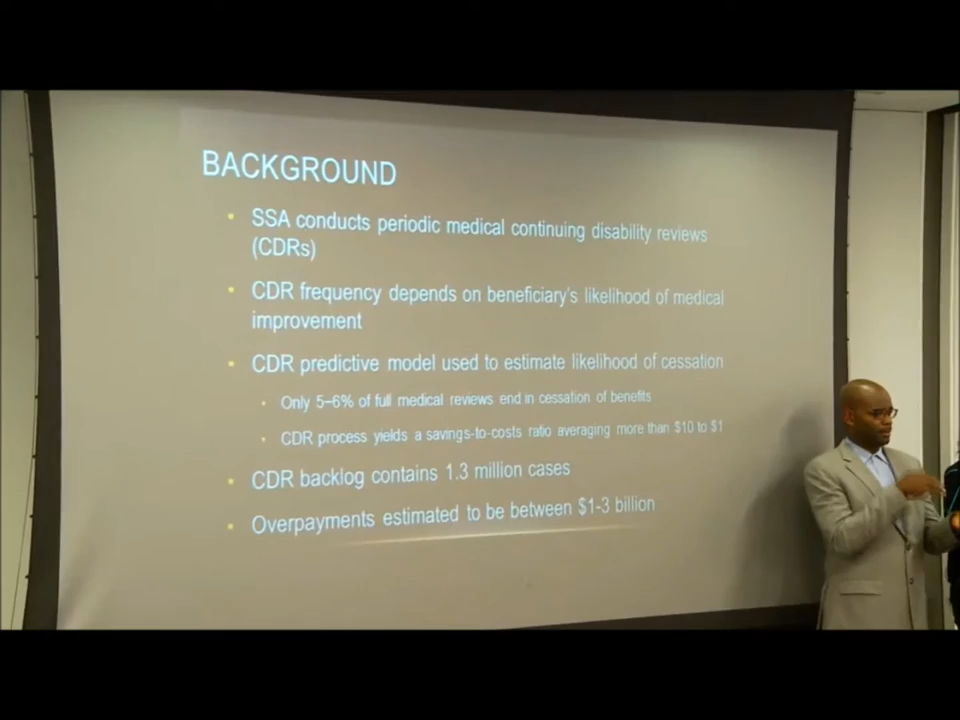 BACKGROUND
• SSA conducts periodic medical continuing disability reviews
(CDRs)
• CDR frequency depends on beneficiary's likelihood of medical
improvement
• CDR predictive model used to estimate likelihood of cessation
• Only 5–6% of full medical reviews end in cessation of benefits
• CDR process yields a savings-to-costs ratio averaging more than $10 to $1
• CDR backlog contains 1.3 million cases
• Overpayments estimated to be between $1-3 billion